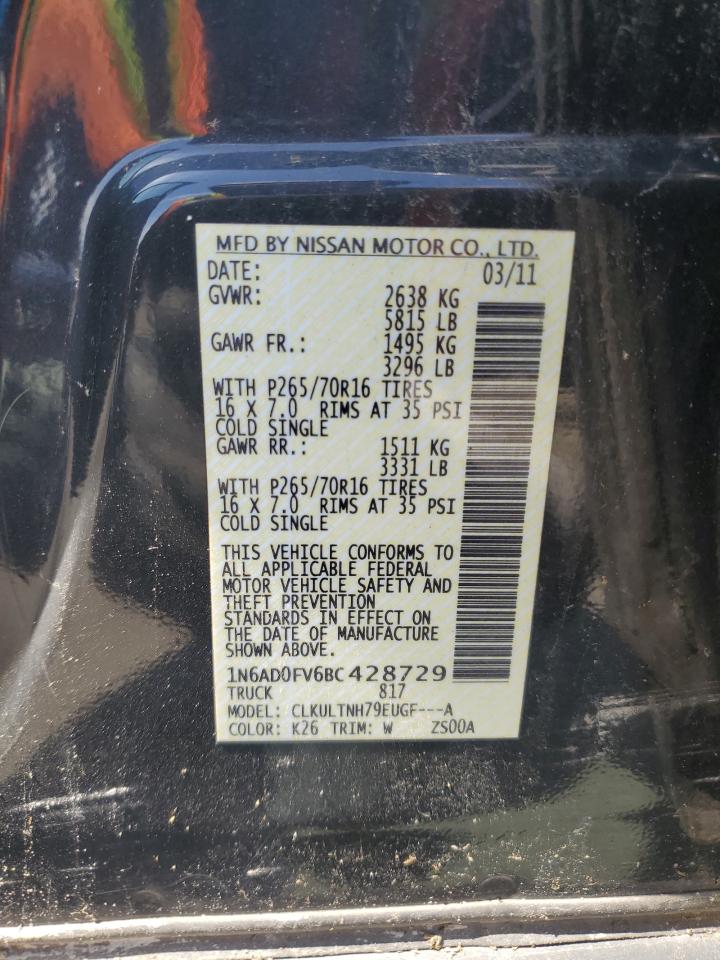 MFD BY NISSAN MOTOR CO., LTD.
DATE: 03/11
GVWR: 2638 KG
5815 LB
GAWR FR.: 1495 KG
3296 LB
WITH P265/70R16 TIRES
16 X 7.0 RIMS AT 35 PSI
COLD SINGLE
GAWR RR.: 1511 KG
3331 LB
WITH P265/70R16 TIRES
16 X 7.0 RIMS AT 35 PSI
COLD SINGLE
THIS VEHICLE CONFORMS TO
ALL APPLICABLE FEDERAL
MOTOR VEHICLE SAFETY AND
THEFT PREVENTION
STANDARDS IN EFFECT ON
THE DATE OF MANUFACTURE
SHOWN ABOVE.
1N6AD0FV6BC428729
TRUCK 817
MODEL: CLKULTNH79EUGF---A
COLOR: K26 TRIM: W ZS00A